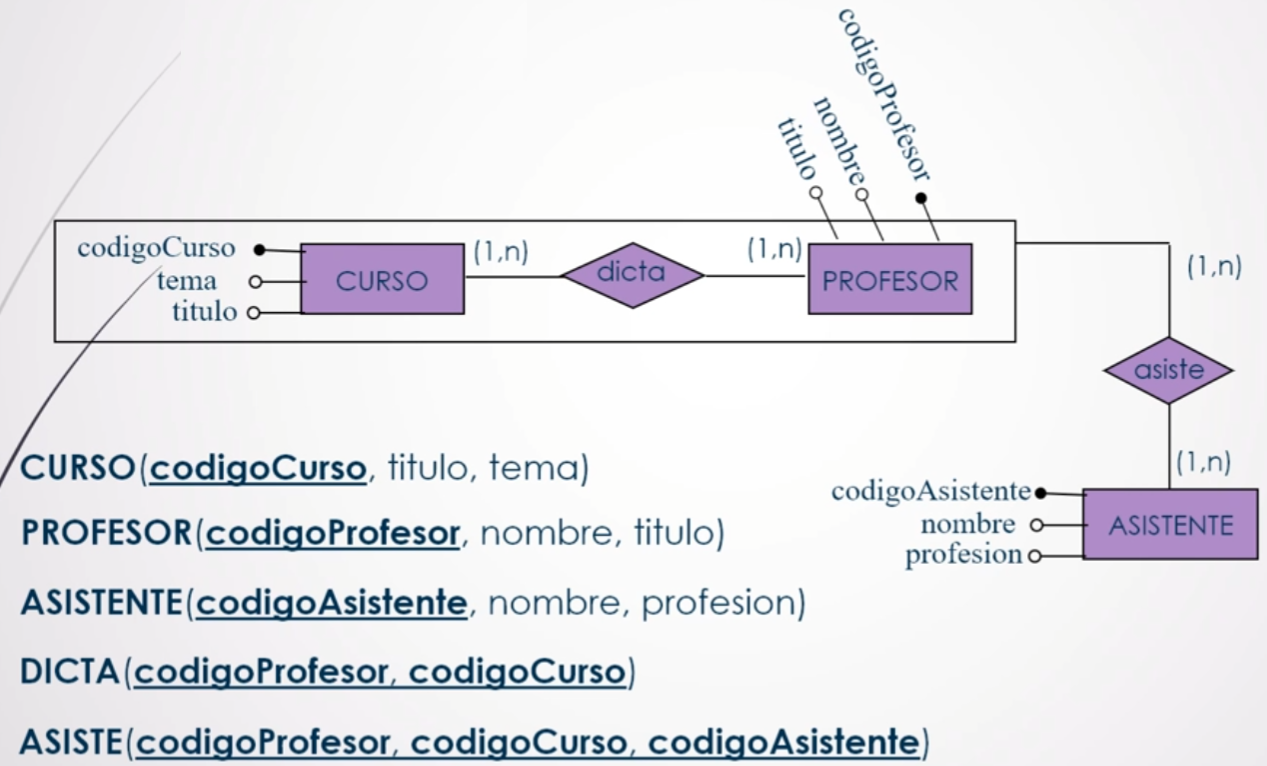 codigoProfesor
nombre
titulo
codigoCurso
tema
titulo
CURSO
(1,n)
dicta
(1,n)
PROFESOR
(1,n)
asiste
(1,n)
codigoAsistente
nombre
profesion
ASISTENTE
CURSO(codigoCurso, titulo, tema)
PROFESOR(codigoProfesor, nombre, titulo)
ASISTENTE(codigoAsistente, nombre, profesion)
DICTA(codigoProfesor, codigoCurso)
ASISTE(codigoProfesor, codigoCurso, codigoAsistente)